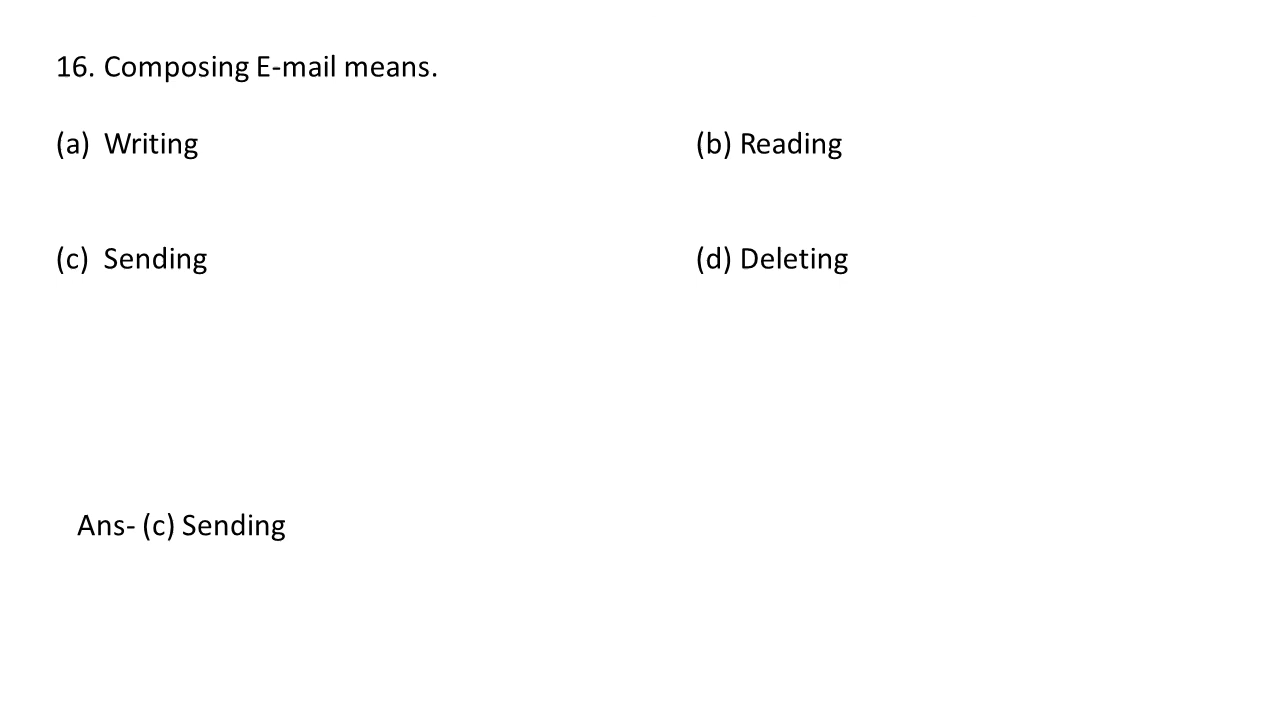 16. Composing E-mail means.
(a) Writing (b) Reading
(c) Sending (d) Deleting
Ans- (c) Sending